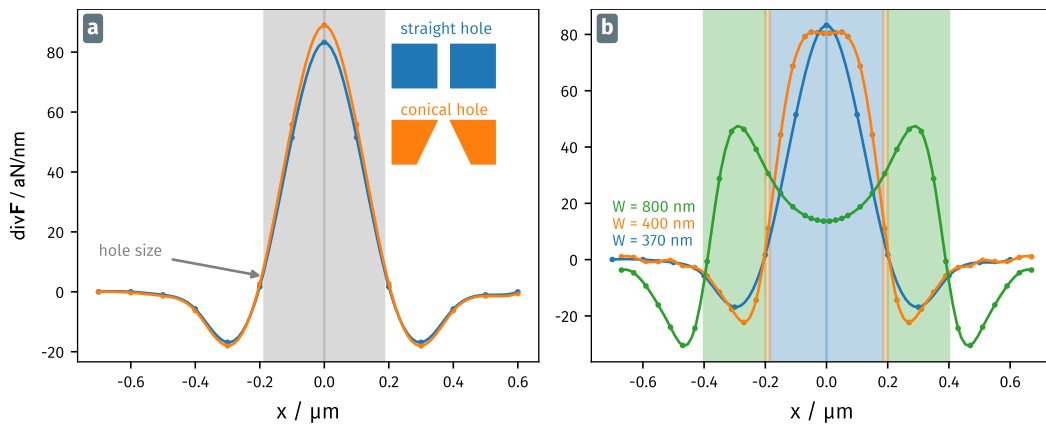 a
straight hole
conical hole
hole size
80
60
40
20
0
-20
divF / aN/nm
-0.6
-0.4
-0.2
0.0
0.2
0.4
0.6
x / μm
b
W = 800 nm
W = 400 nm
W = 370 nm
80
60
40
20
0
-20
-0.6
-0.4
-0.2
0.0
0.2
0.4
0.6
x / μm